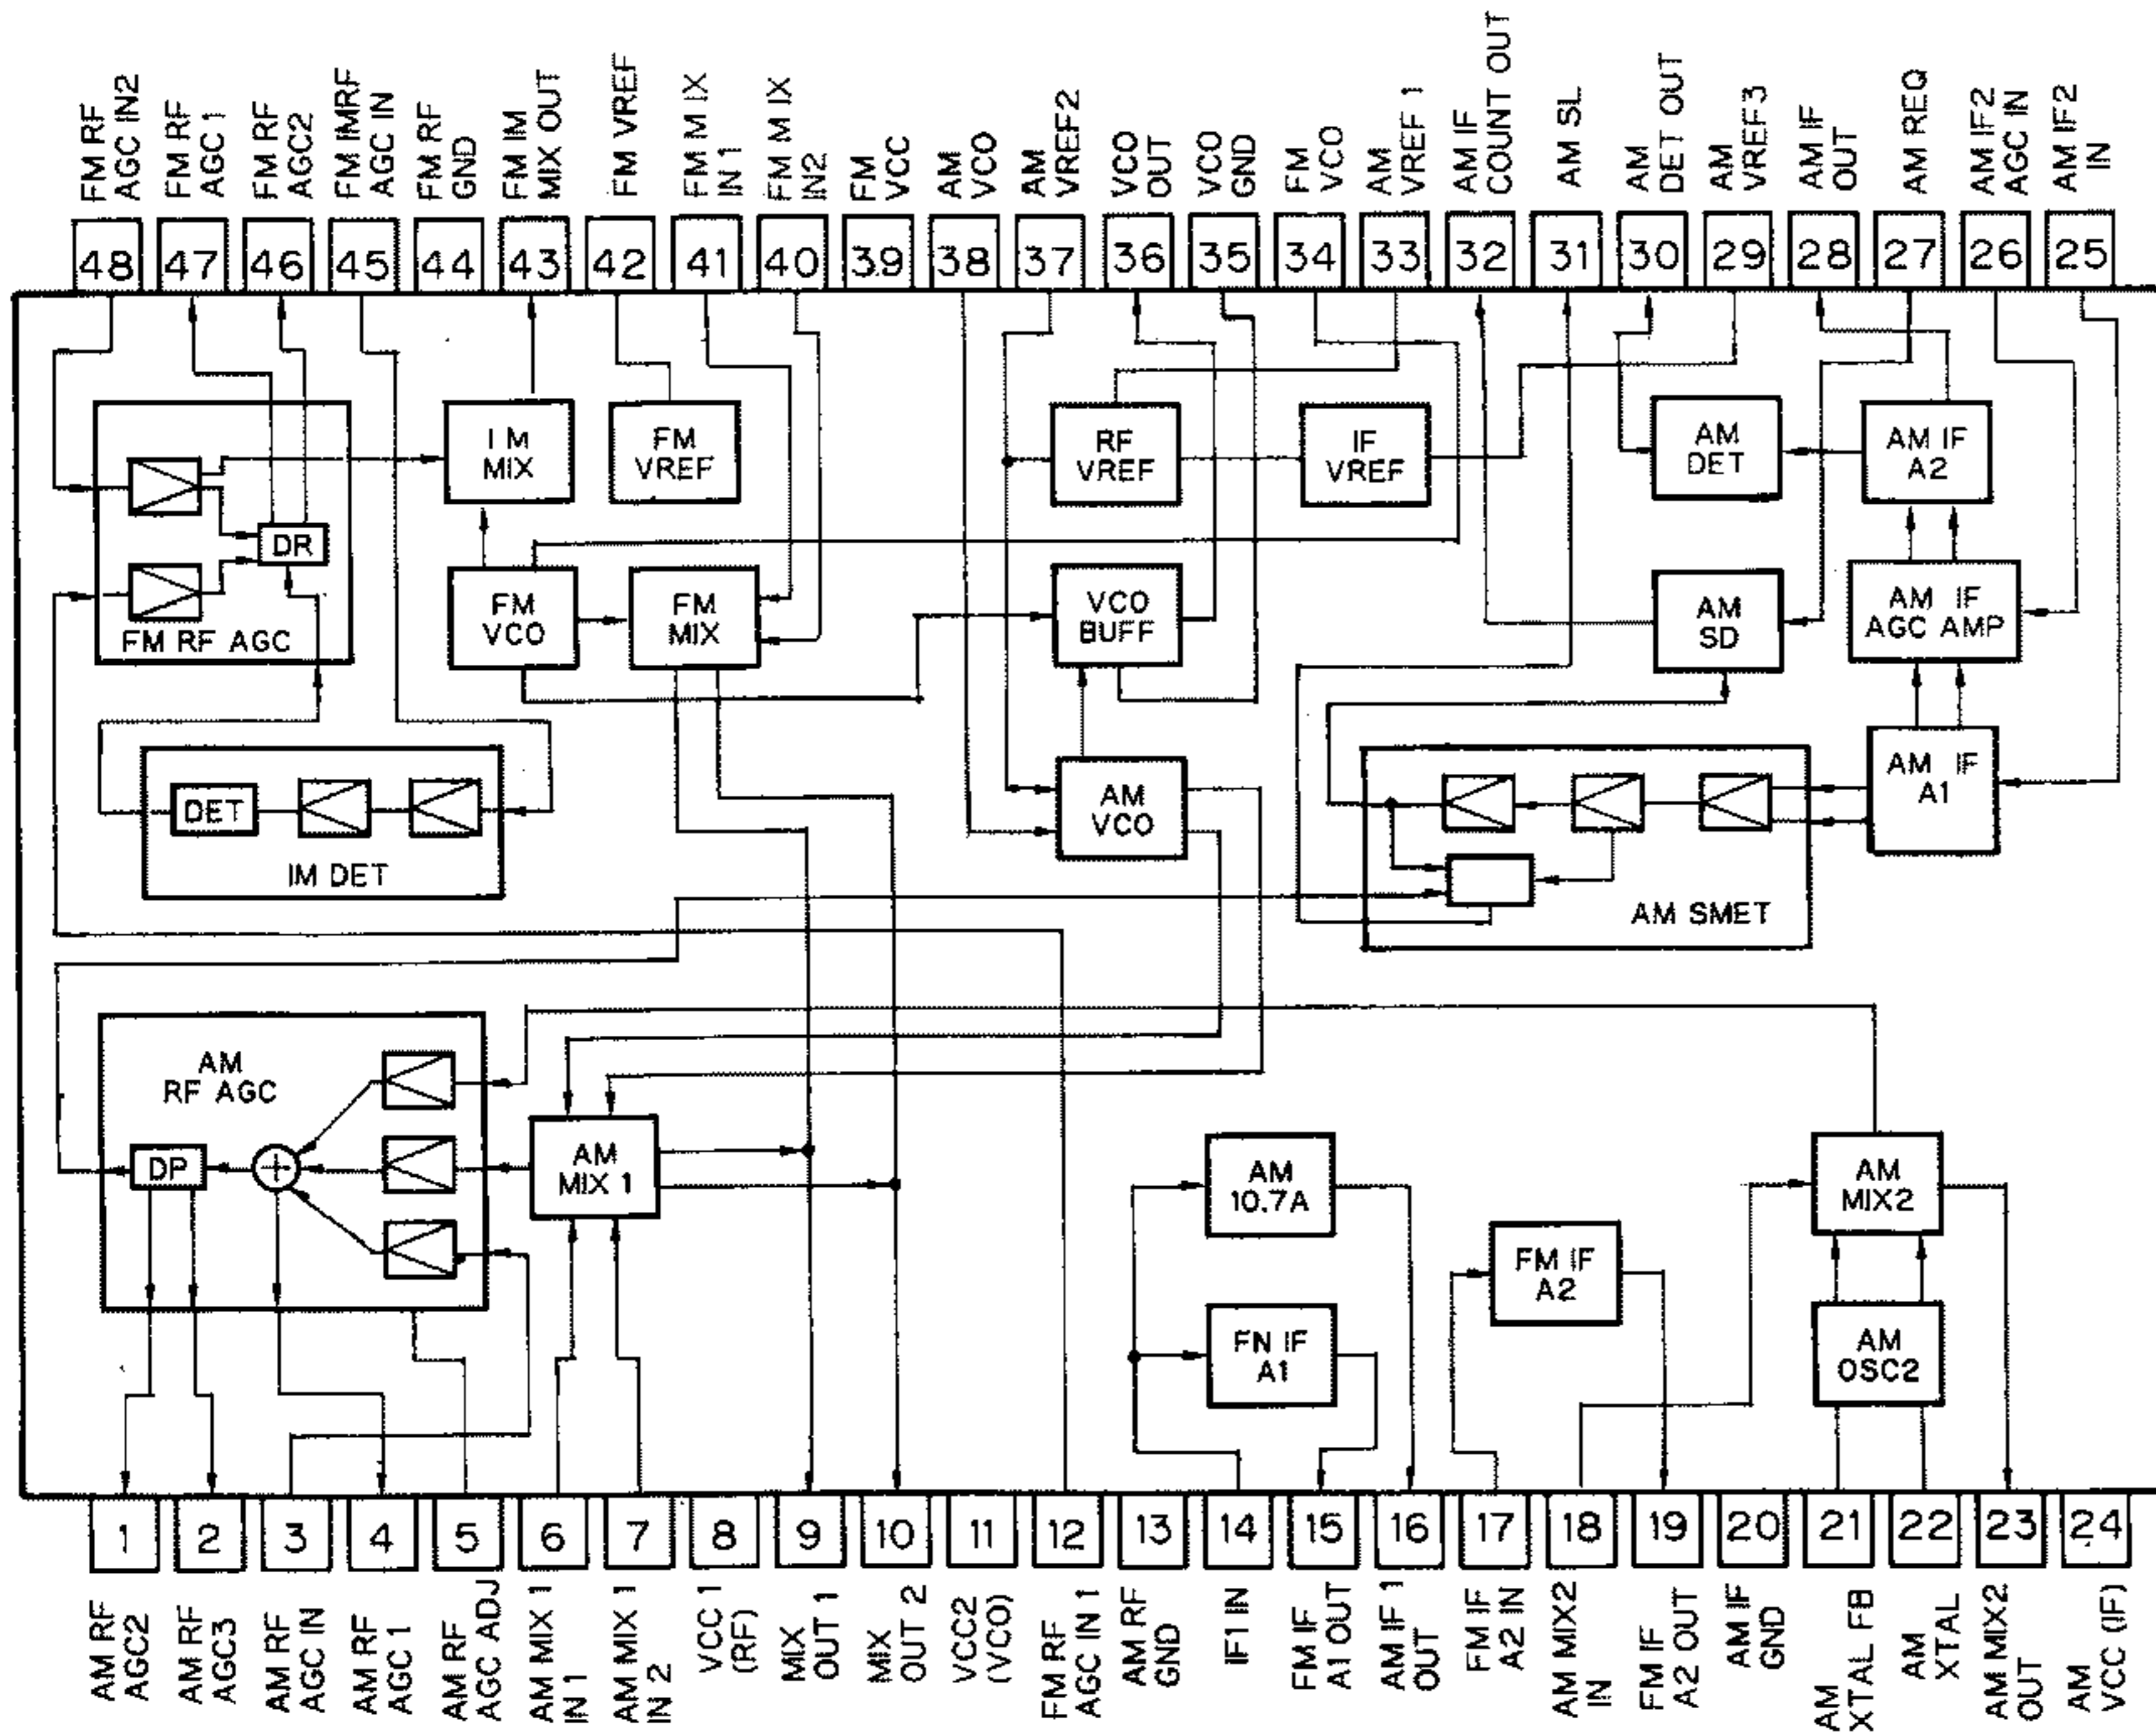 FM RF
AGC IN2
FM RF
AGC 1
FM RF
AGC2
FM IMRF
AGC IN
FM RF
GND
FM IM
MIX OUT
FM VREF
FM M IX
IN 1
FM M IX
IN2
FM
VCC
AM
VCO
AM
VREF2
VCO
OUT
VCO
GND
FM
VCO
AM
VREF 1
AM IF
COUNT OUT
AM SL
AM
DET OUT
AM
VREF3
AM IF
OUT
AM REQ
AM IF2
AGC IN
AM IF2
IN
48 47 46 45 44 43 42 41 40 39 38 37 36 35 34 33 32 31 30 29 28 27 26 25
DR
FM RF AGC
I M
MIX
FM
VREF
FM
VCO
FM
MIX
RF
VREF
IF
VREF
VCO
BUFF
AM
DET
AM IF
A2
AM
SD
AM IF
AGC AMP
DET
IM DET
AM
VCO
AM SMET
AM IF
A1
AM
RF AGC
DP
AM
MIX 1
AM
10.7A
FN IF
A1
FM IF
A2
AM
MIX2
AM
OSC2
1 2 3 4 5 6 7 8 9 10 11 12 13 14 15 16 17 18 19 20 21 22 23 24
AM RF
AGC2
AM RF
AGC3
AM RF
AGC IN
AM RF
AGC 1
AM RF
AGC ADJ
AM MIX 1
IN 1
AM MIX 1
IN 2
VCC 1
(RF)
MIX
OUT 1
MIX
OUT 2
VCC2
(VCO)
FM RF
AGC IN 1
AM RF
GND
IF1 IN
FM IF
A1 OUT
AM IF 1
OUT
FM IF
A2 IN
AM MIX2
IN
FM IF
A2 OUT
AM IF
GND
AM
XTAL FB
AM
XTAL
AM MIX2
OUT
AM
VCC (IF)